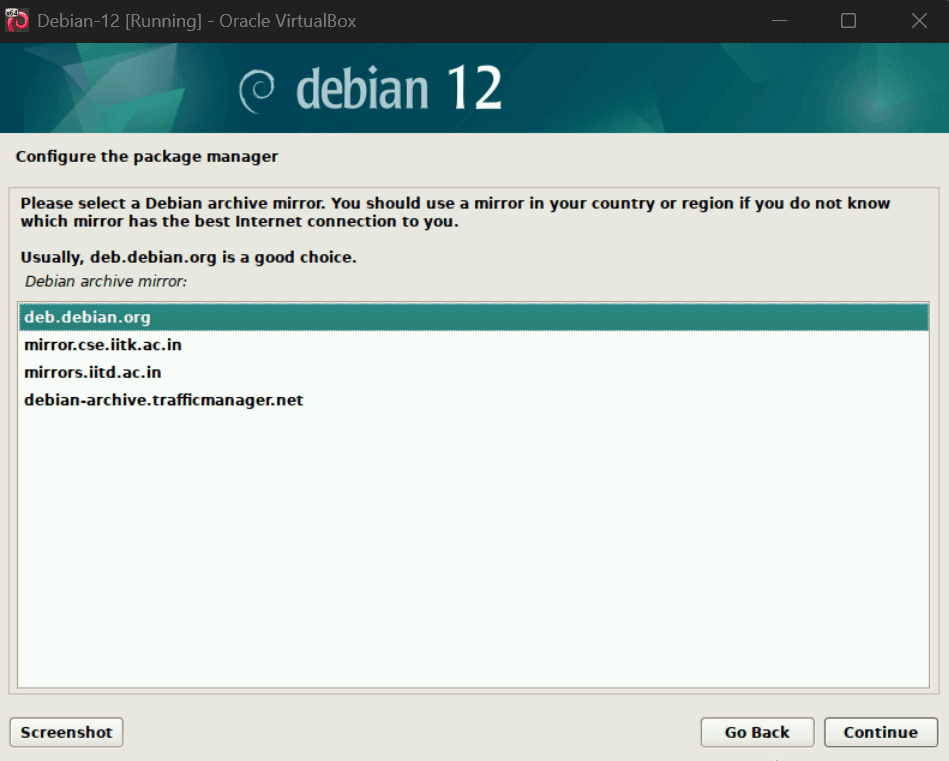 Debian-12 [Running] - Oracle VirtualBox
debian 12
Configure the package manager
Please select a Debian archive mirror. You should use a mirror in your country or region if you do not know
which mirror has the best Internet connection to you.
Usually, deb.debian.org is a good choice.
Debian archive mirror:
deb.debian.org
mirror.cse.iitk.ac.in
mirrors.iitd.ac.in
debian-archive.trafficmanager.net
Screenshot
Go Back
Continue